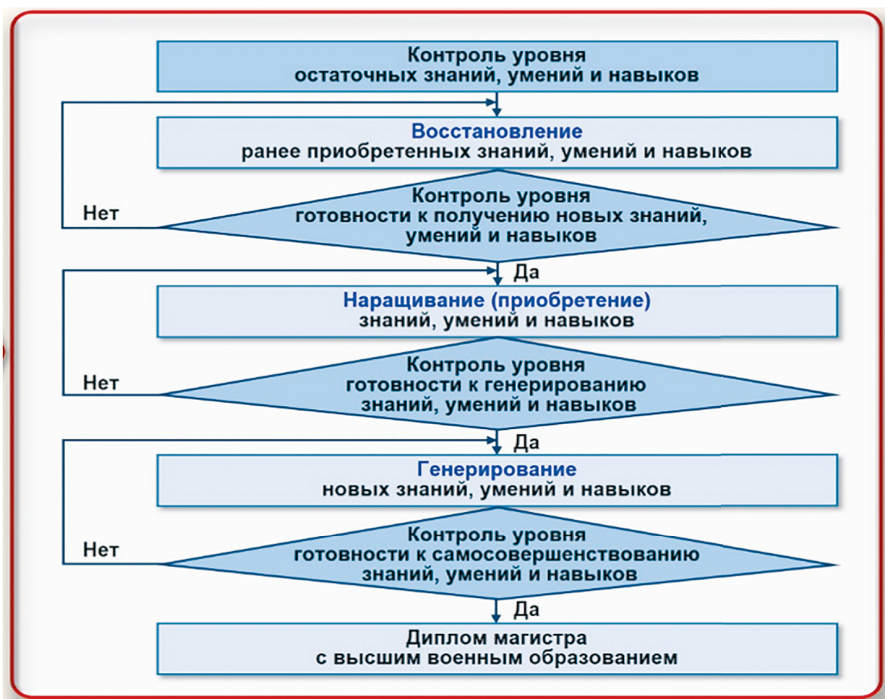 Контроль уровня
остаточных знаний, умений и навыков
Восстановление
ранее приобретенных знаний, умений и навыков
Контроль уровня
готовности к получению новых знаний,
умений и навыков
Нет
Да
Наращивание (приобретение)
знаний, умений и навыков
Контроль уровня
готовности к генерированию
знаний, умений и навыков
Нет
Да
Генерирование
новых знаний, умений и навыков
Контроль уровня
готовности к самосовершенствованию
знаний, умений и навыков
Нет
Да
Диплом магистра
с высшим военным образованием